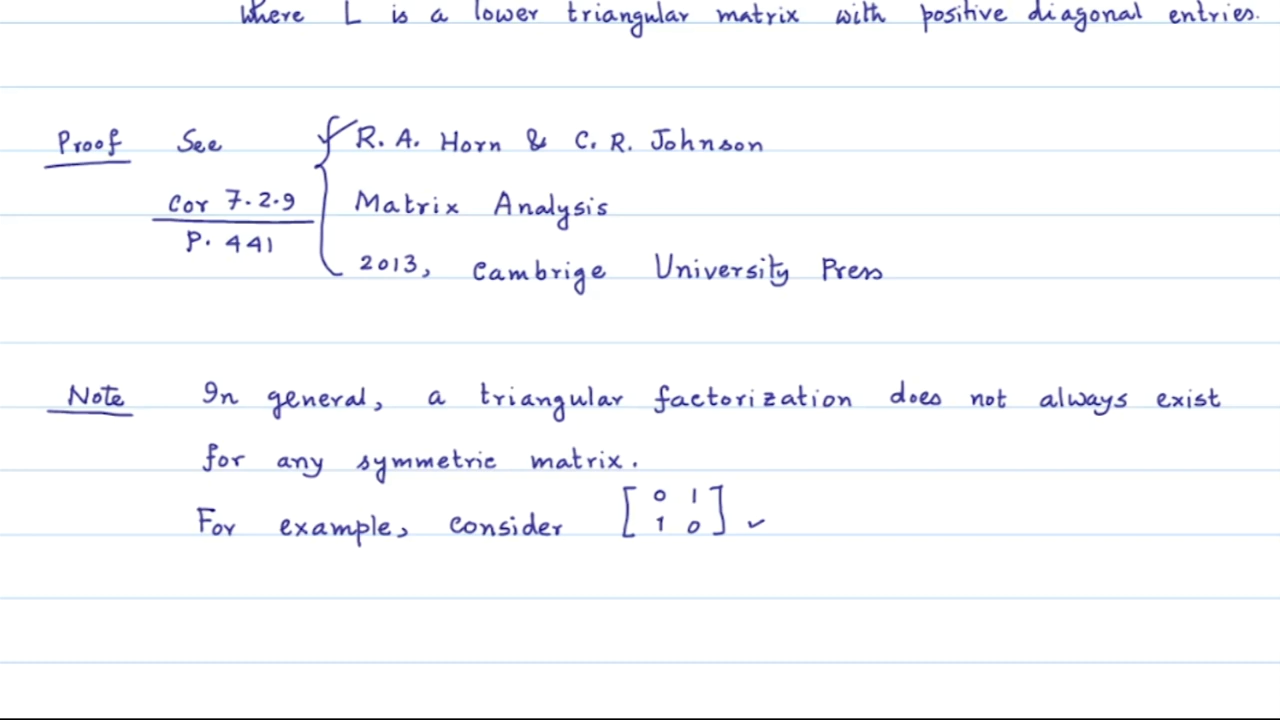 where L is a lower triangular matrix with positive diagonal entries.
Proof See R. A. Horn & C. R. Johnson
Cor 7.2.9 Matrix Analysis
P. 441 2013, Cambrige University Press
Note In general, a triangular factorization does not always exist
for any symmetric matrix.
For example, consider [ 0 1
1 0 ]